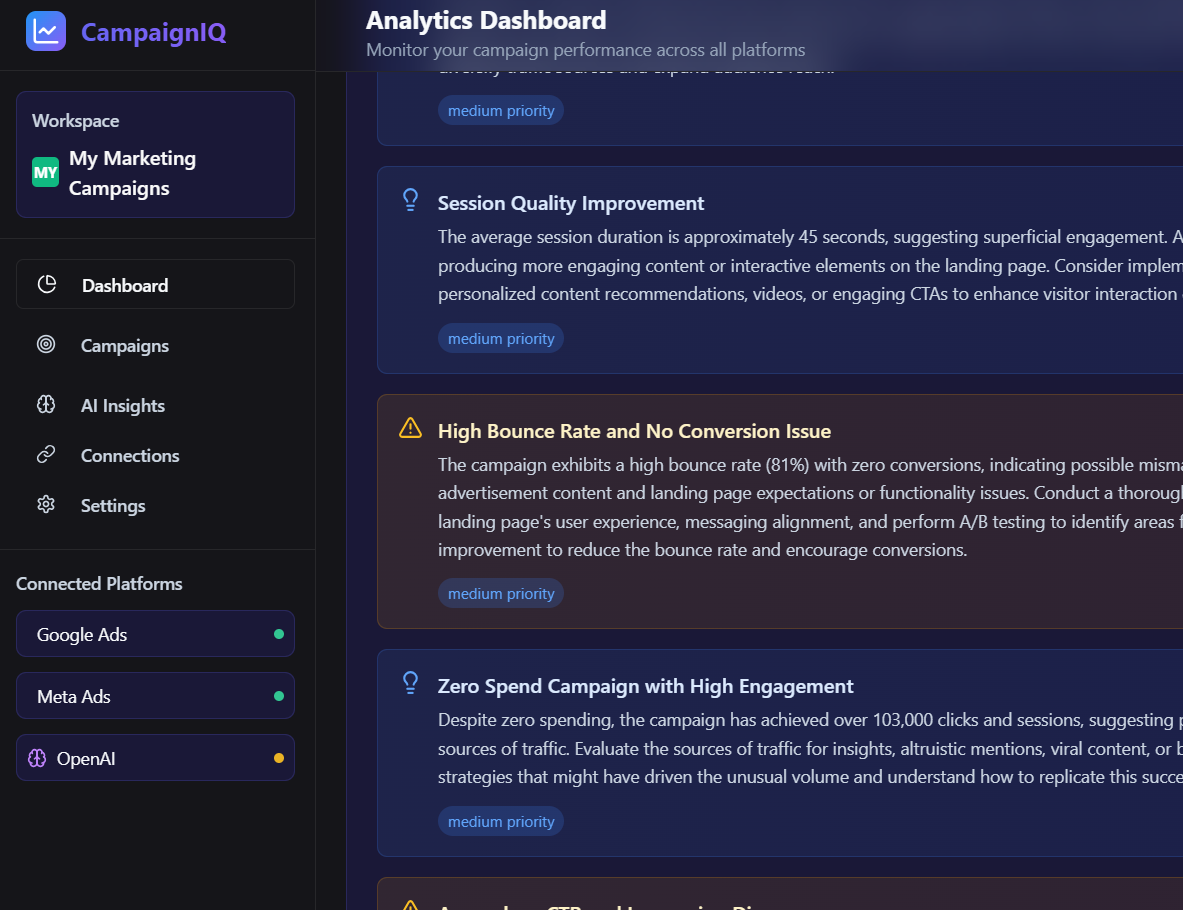 CampaignIQ
Workspace
MY
My Marketing
Campaigns
Dashboard
Campaigns
AI Insights
Connections
Settings
Connected Platforms
Google Ads
Meta Ads
OpenAI
Analytics Dashboard
Monitor your campaign performance across all platforms
diversify traffic sources and expand audience reach.
medium priority
Session Quality Improvement
The average session duration is approximately 45 seconds, suggesting superficial engagement. A
producing more engaging content or interactive elements on the landing page. Consider implem
personalized content recommendations, videos, or engaging CTAs to enhance visitor interaction
medium priority
High Bounce Rate and No Conversion Issue
The campaign exhibits a high bounce rate (81%) with zero conversions, indicating possible misma
advertisement content and landing page expectations or functionality issues. Conduct a thorough
landing page's user experience, messaging alignment, and perform A/B testing to identify areas f
improvement to reduce the bounce rate and encourage conversions.
medium priority
Zero Spend Campaign with High Engagement
Despite zero spending, the campaign has achieved over 103,000 clicks and sessions, suggesting p
sources of traffic. Evaluate the sources of traffic for insights, altruistic mentions, viral content, or b
strategies that might have driven the unusual volume and understand how to replicate this succe
medium priority